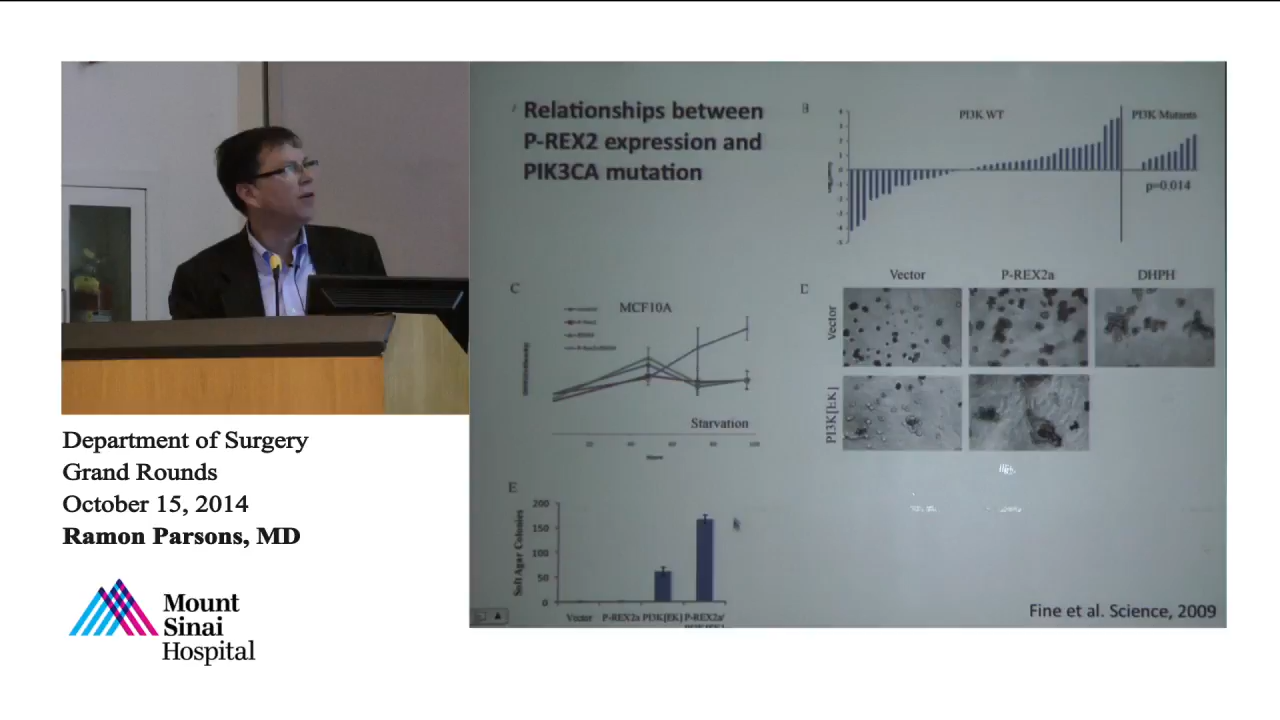 Relationships between
P-REX2 expression and
PIK3CA mutation
B
PI3K WT
PI3K Mutants
p=0.014
C
MCF10A
Starvation
D
Vector
P-REX2a
DHPH
Vector
PI3K[EK]
E
Soft Agar Colonies
200
150
100
50
0
Vector
P-REX2a
PI3K[EK]
P-REX2a/
Fine et al. Science, 2009
Department of Surgery
Grand Rounds
October 15, 2014
Ramon Parsons, MD
Mount
Sinai
Hospital